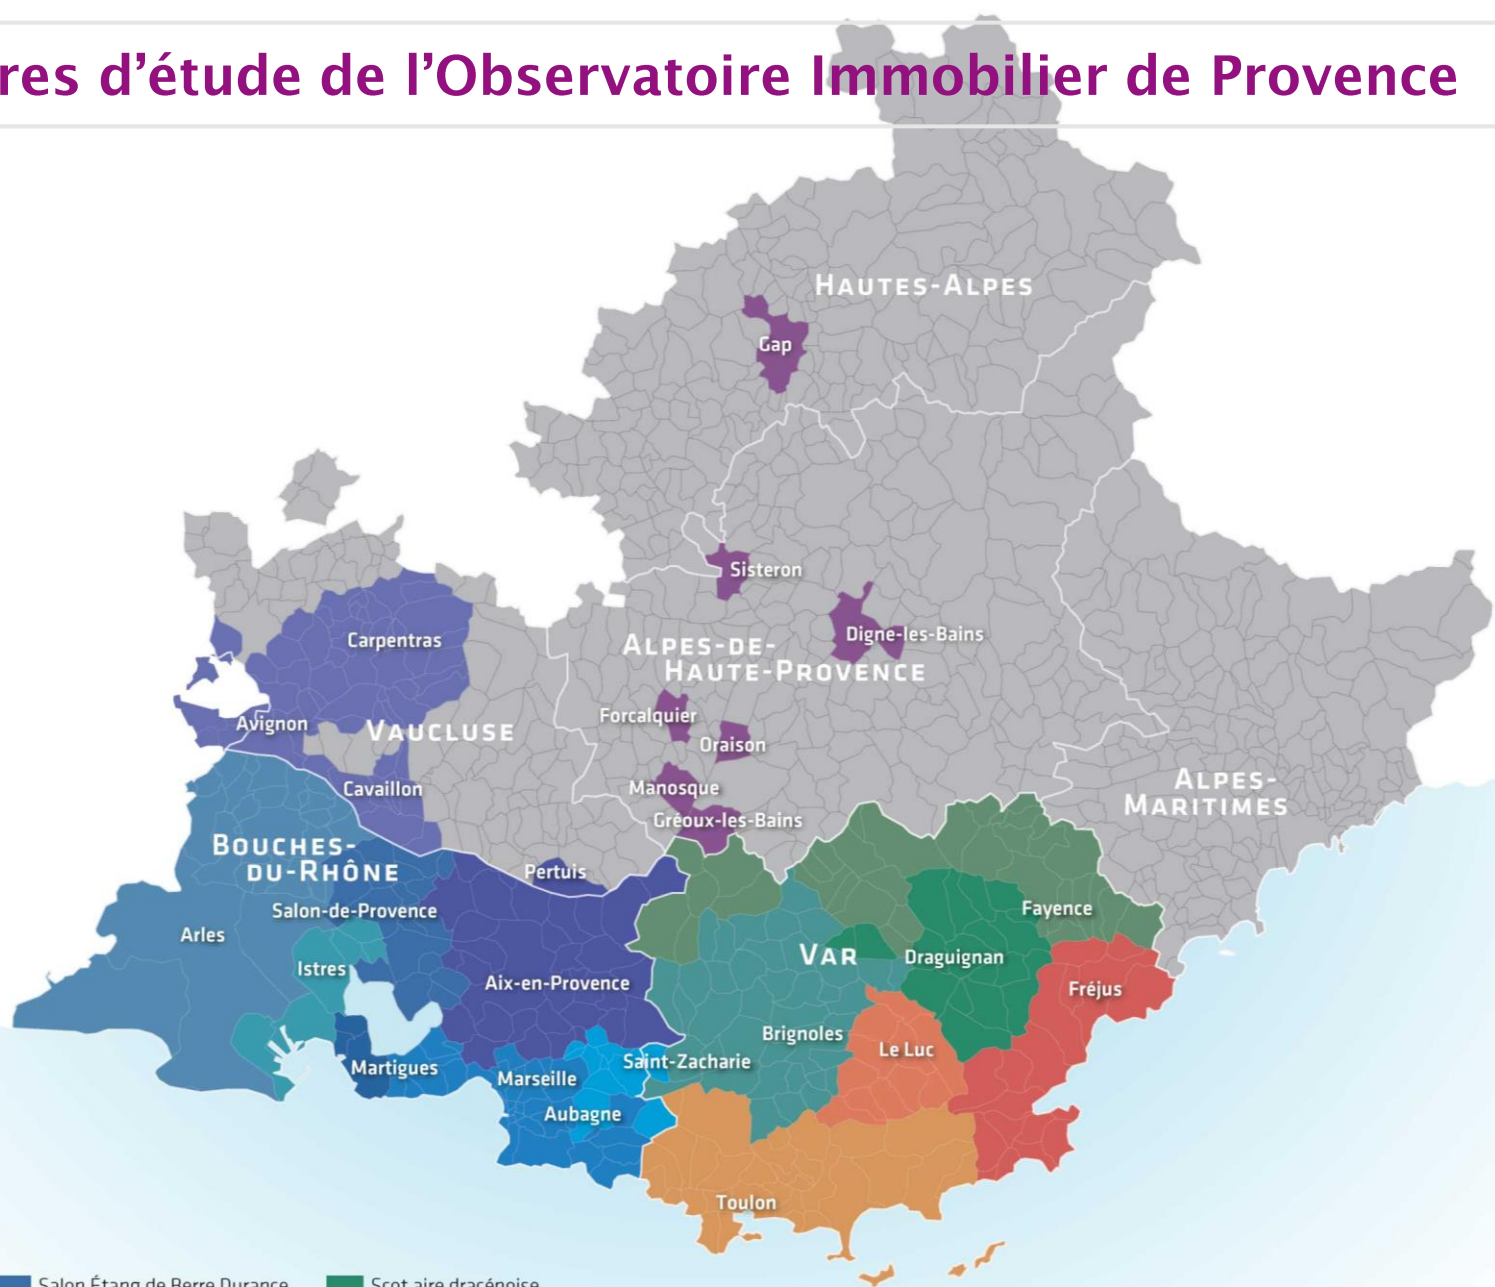 res d'étude de l'Observatoire Immobilier de Provence
HAUTES-ALPES
Gap
Sisteron
Digne-les-Bains
ALPES-DE-
HAUTE-PROVENCE
Carpentras
Forcalquier
Avignon
VAUCLUSE
Oraison
Manosque
Cavaillon
Gréoux-les-Bains
ALPES-
MARITIMES
BOUCHES-
DU-RHÔNE
Pertuis
Salon-de-Provence
Fayence
Arles
VAR
Draguignan
Istres
Aix-en-Provence
Fréjus
Brignoles
Le Luc
Saint-Zacharie
Martigues
Marseille
Aubagne
Toulon
Salon Étang de Berre Durance
Scot aire dracénoise